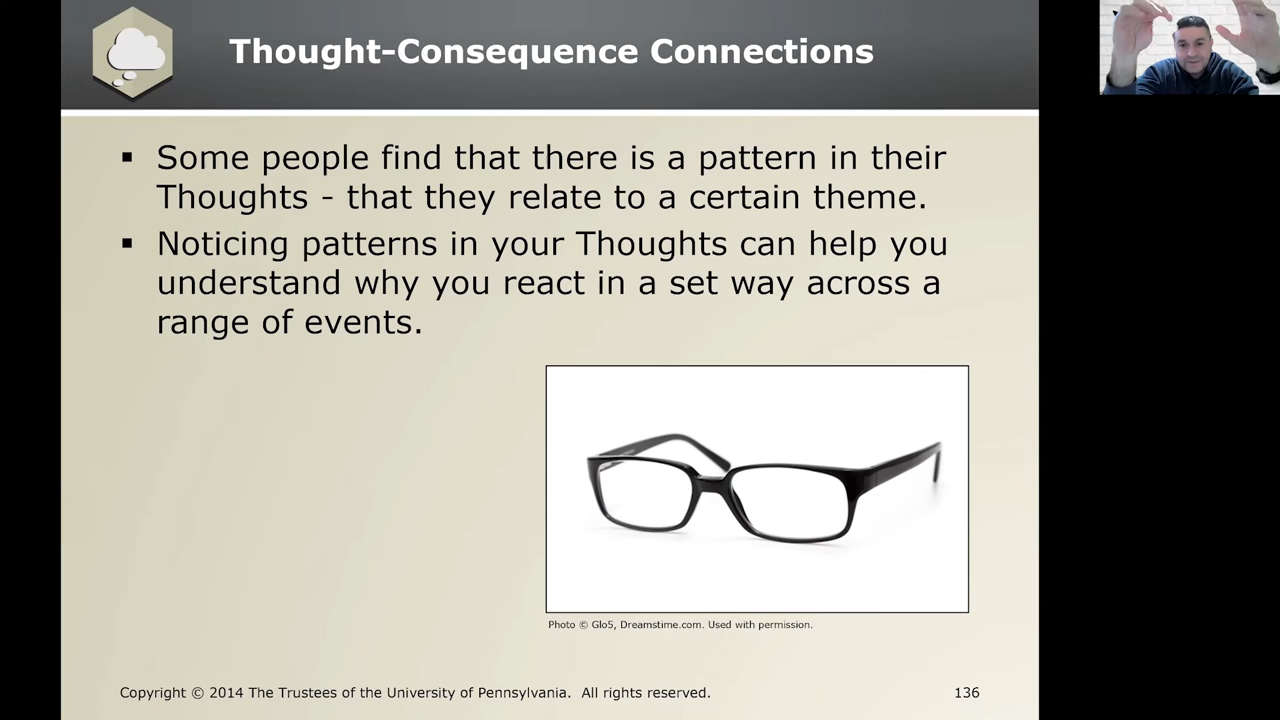 Thought-Consequence Connections
▪ Some people find that there is a pattern in their
Thoughts - that they relate to a certain theme.
▪ Noticing patterns in your Thoughts can help you
understand why you react in a set way across a
range of events.
Photo © Glo5, Dreamstime.com. Used with permission.
Copyright © 2014 The Trustees of the University of Pennsylvania. All rights reserved.
136